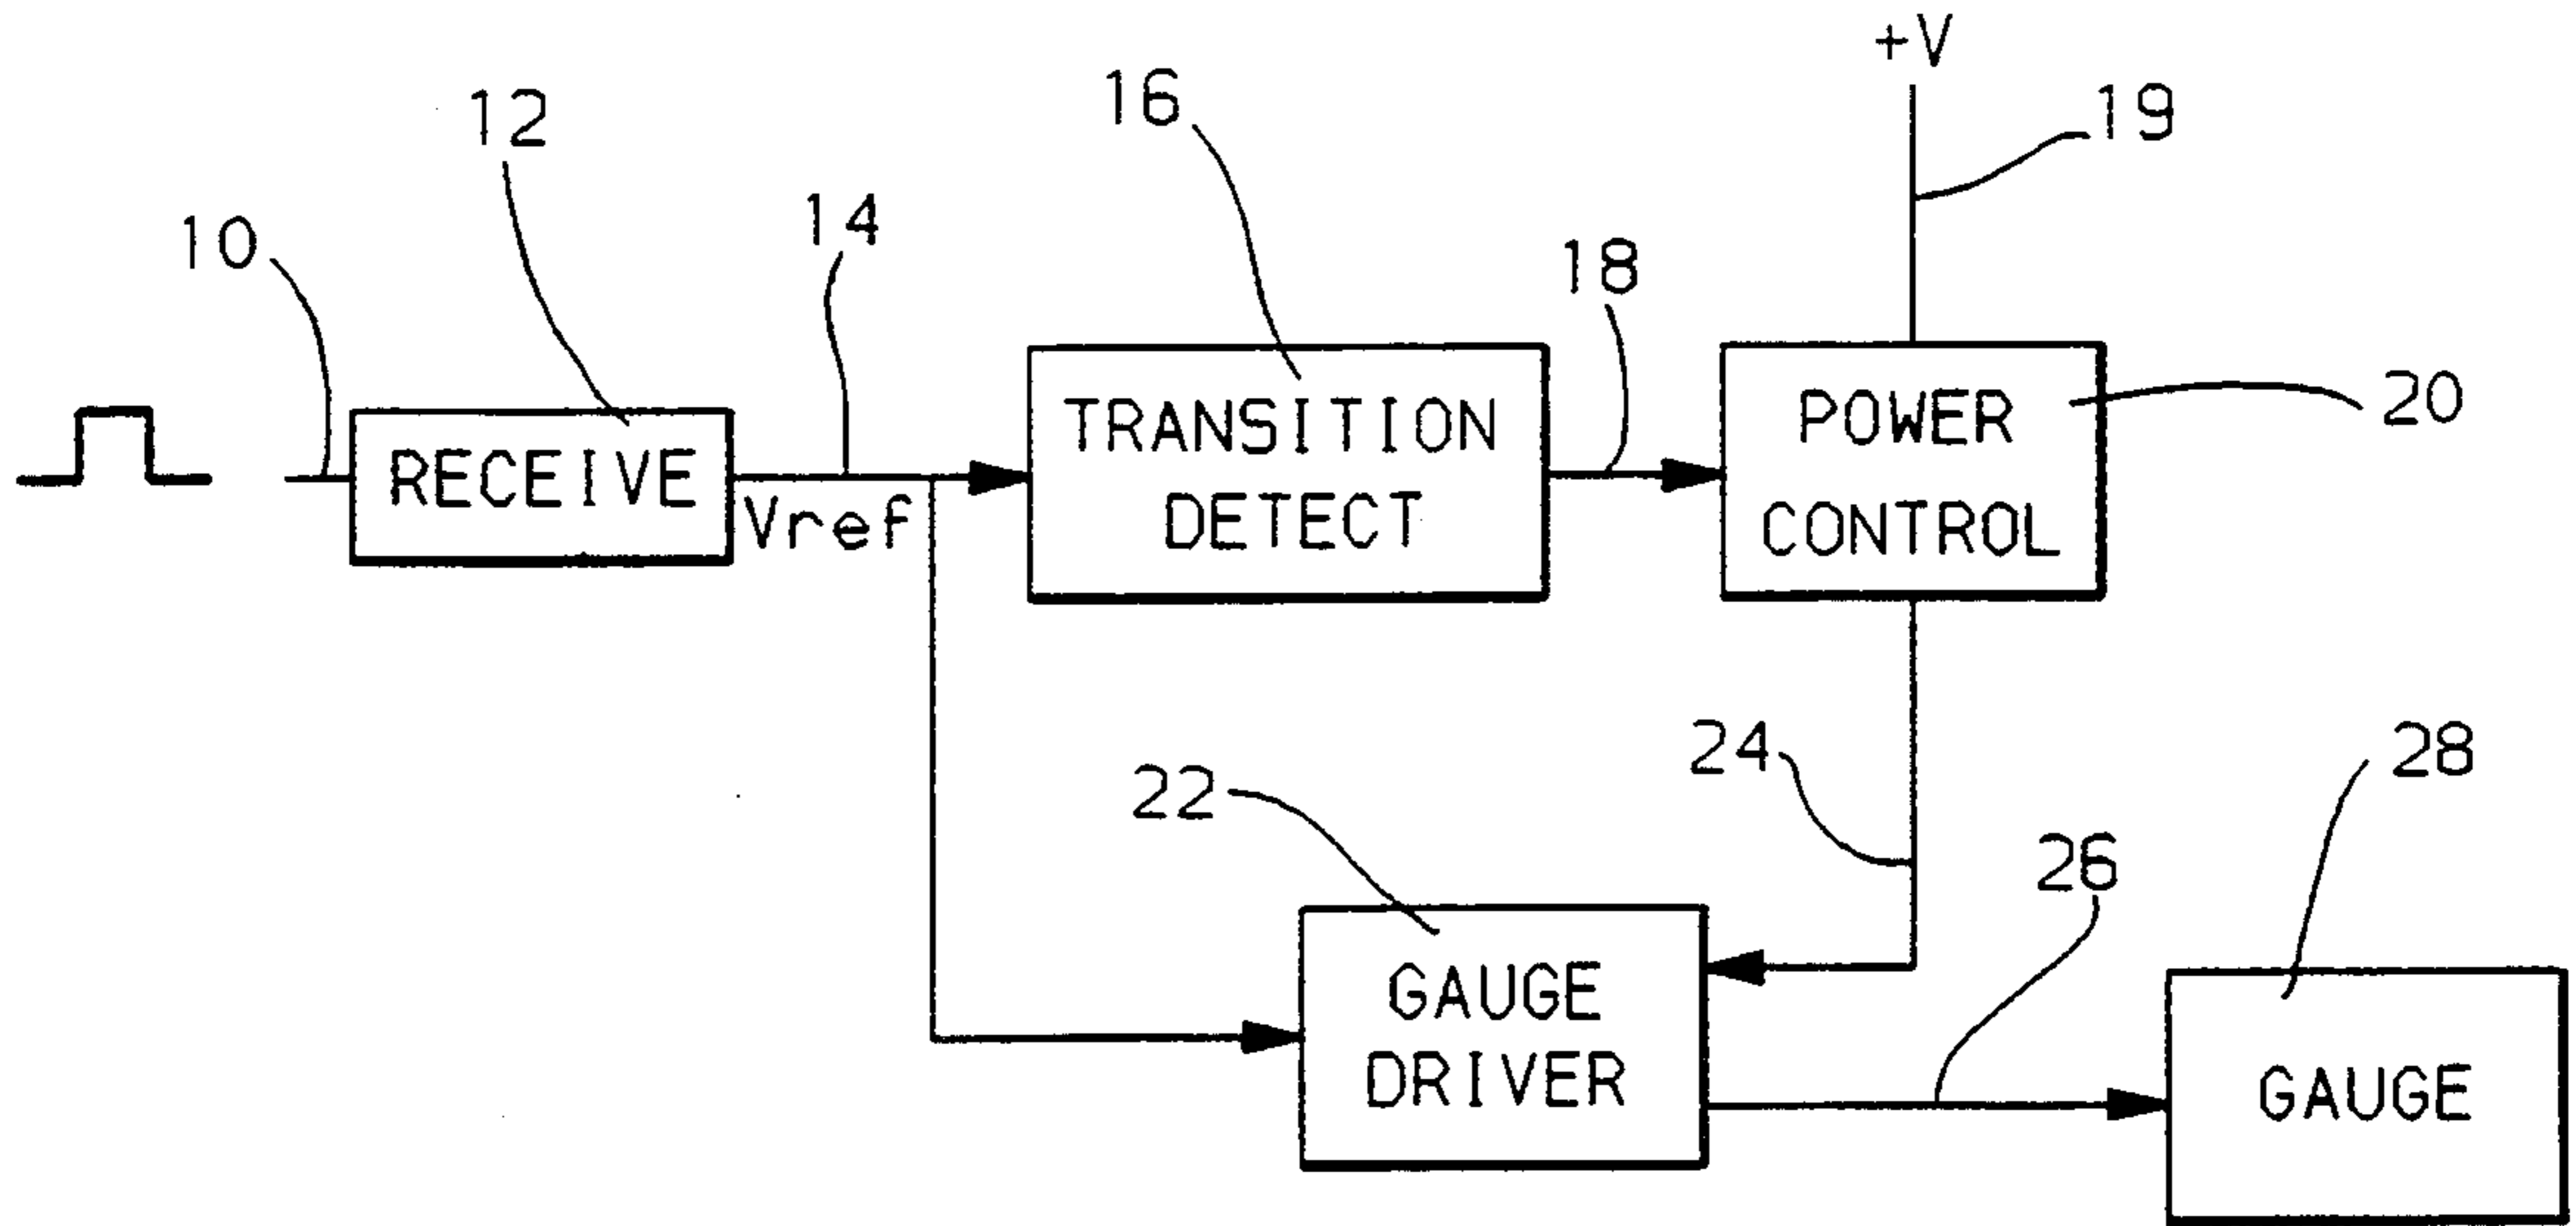 +V
12
16
19
10
14
18
RECEIVE
Vref
TRANSITION
DETECT
POWER
CONTROL
20
22
24
26
28
GAUGE
DRIVER
GAUGE